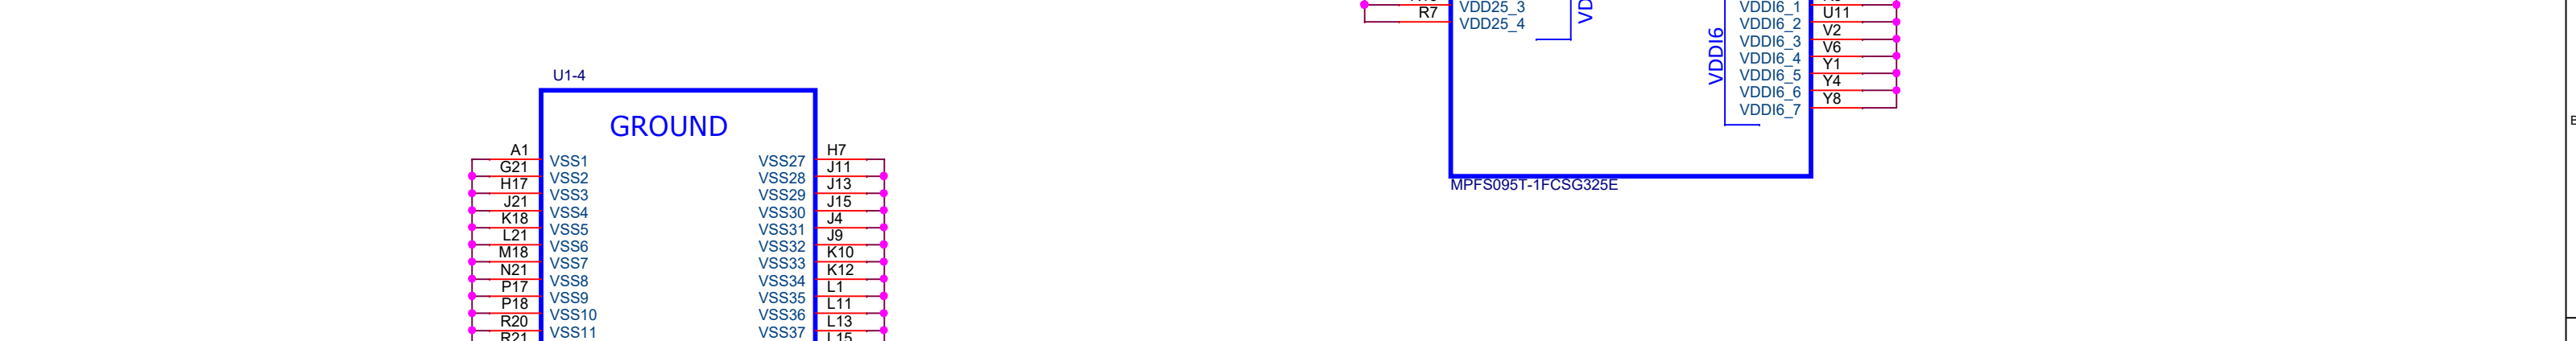 VDD25_3
R7
VDD25_4
VDDI6
VDDI6_1
U11
VDDI6_2
V2
VDDI6_3
V6
VDDI6_4
Y1
VDDI6_5
Y4
VDDI6_6
Y8
VDDI6_7
MPFS095T-1FCSG325E
U1-4
GROUND
A1 VSS1 VSS27 H7
G21 VSS2 VSS28 J11
H17 VSS3 VSS29 J13
J21 VSS4 VSS30 J15
K18 VSS5 VSS31 J4
L21 VSS6 VSS32 J9
M18 VSS7 VSS33 K10
N21 VSS8 VSS34 K12
P17 VSS9 VSS35 L1
P18 VSS10 VSS36 L11
R20 VSS11 VSS37 L13
R21 L15